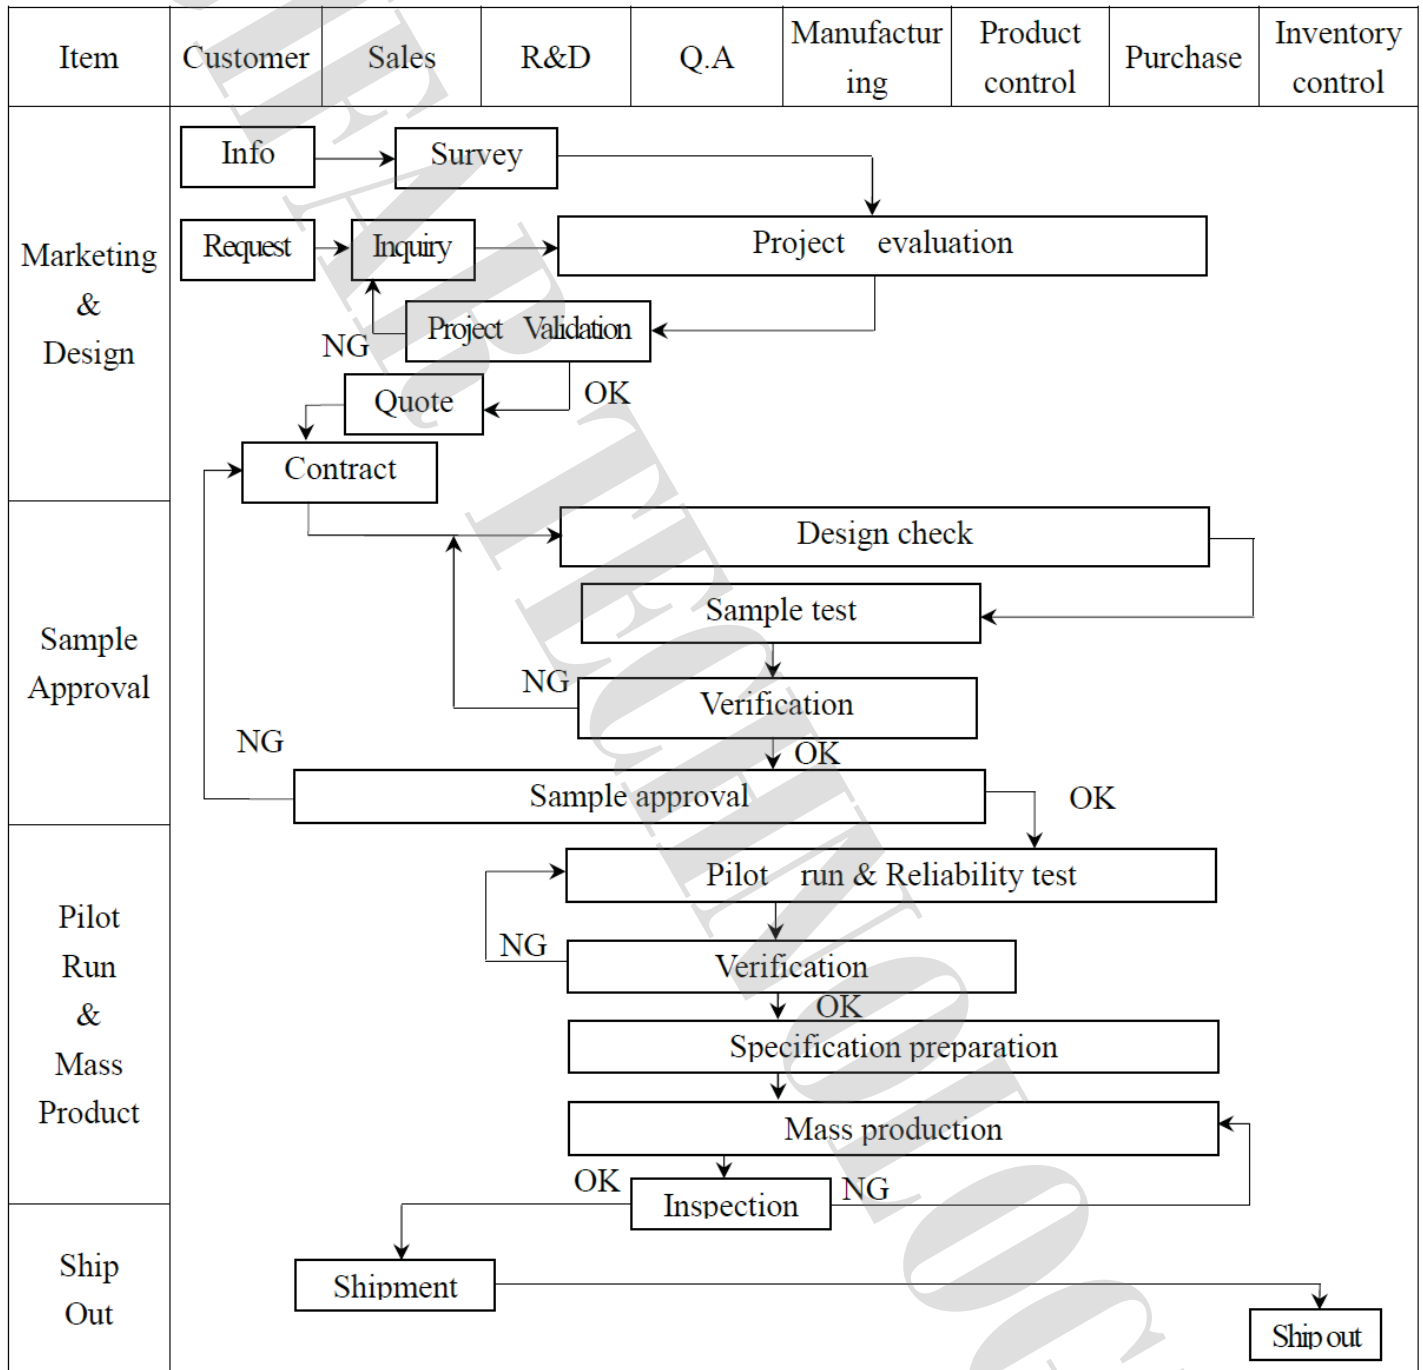 Item
Customer
Sales
R&D
Q.A
Manufactur
ing
Product
control
Purchase
Inventory
control
Marketing
&
Design
Info
Survey
Request
Inquiry
Project evaluation
Project Validation
NG
OK
Quote
Contract
Sample
Approval
Design check
Sample test
NG
Verification
OK
NG
Sample approval
OK
Pilot
Run
&
Mass
Product
Pilot run & Reliability test
NG
Verification
OK
Specification preparation
Mass production
OK
Inspection
NG
Ship
Out
Shipment
Ship out